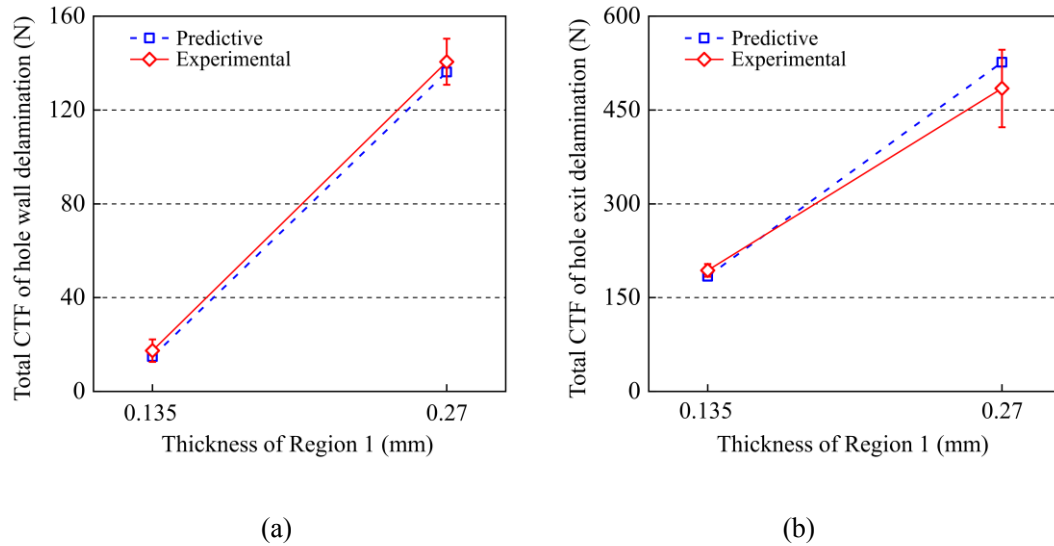 Total CTF of hole wall delamination (N)
160
120
80
40
0
Predictive
Experimental
0.135
0.27
Thickness of Region 1 (mm)
(a)
Total CTF of hole exit delamination (N)
600
450
300
150
0
Predictive
Experimental
0.135
0.27
Thickness of Region 1 (mm)
(b)